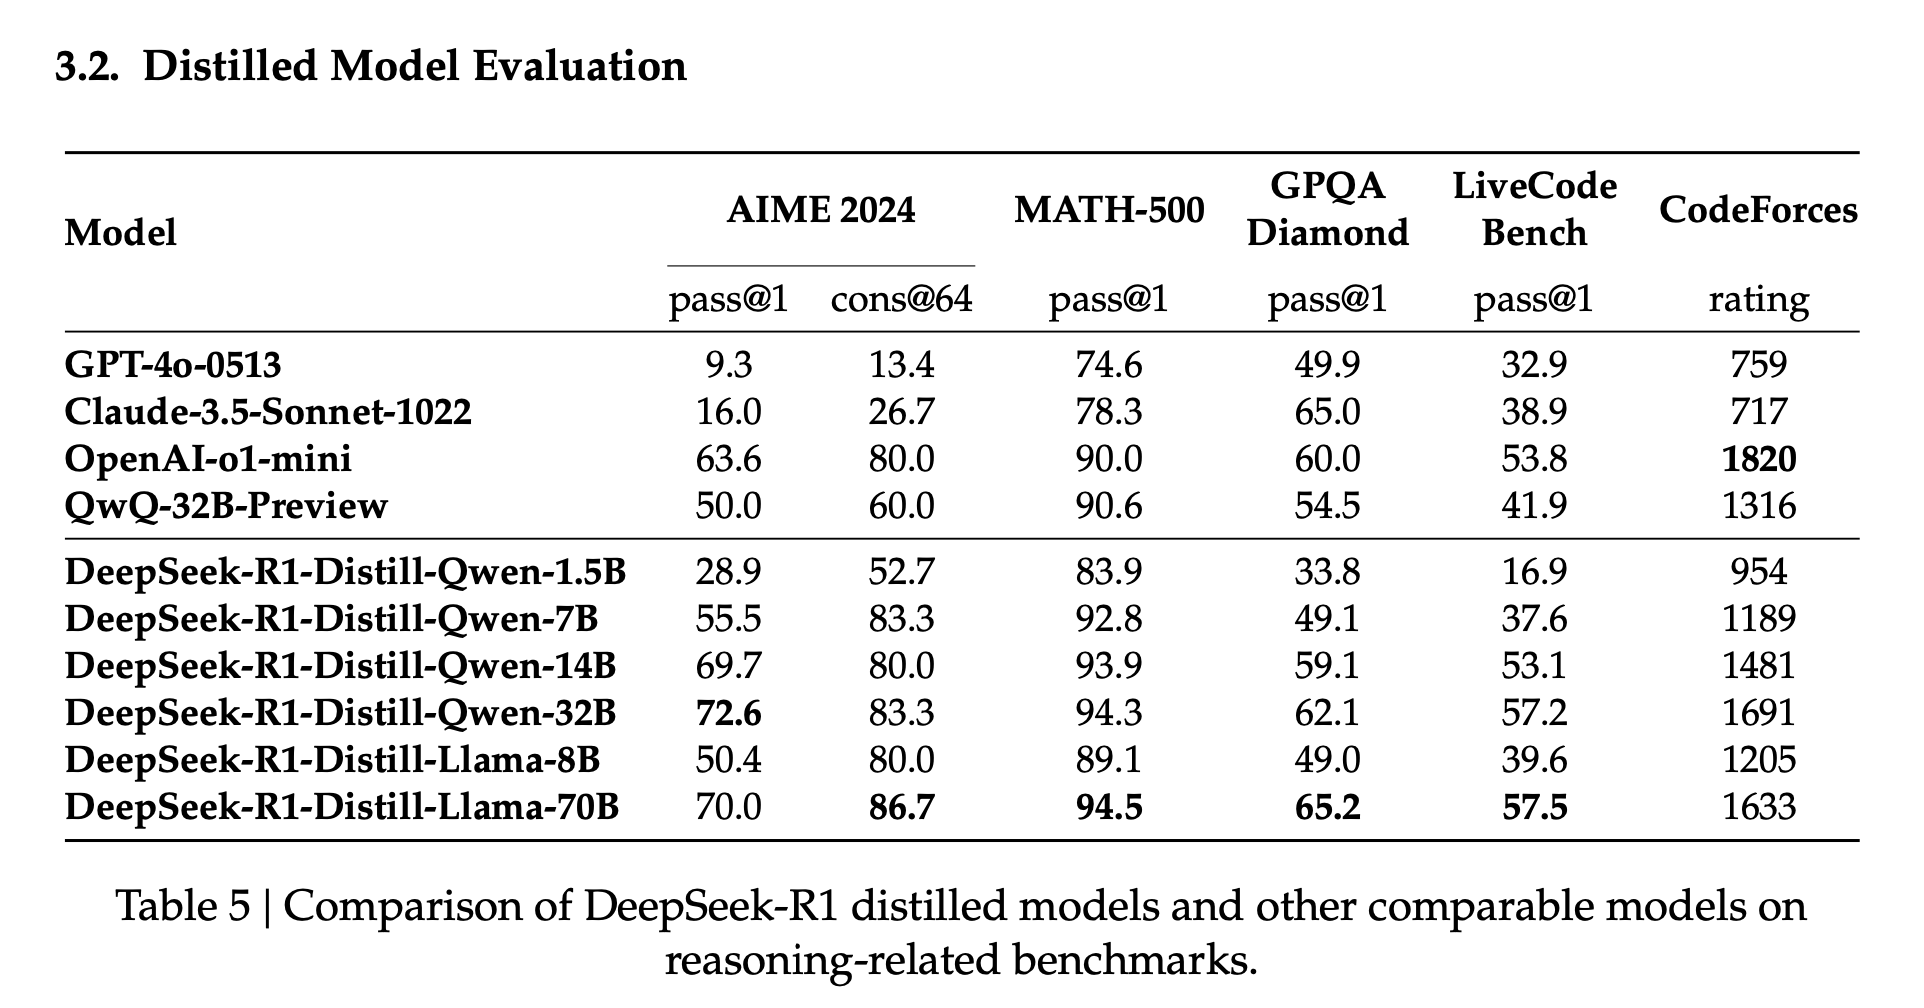 3.2. Distilled Model Evaluation
Model AIME 2024 MATH-500 GPQA Diamond LiveCode Bench CodeForces
pass@1 cons@64 pass@1 pass@1 pass@1 rating
GPT-4o-0513 9.3 13.4 74.6 49.9 32.9 759
Claude-3.5-Sonnet-1022 16.0 26.7 78.3 65.0 38.9 717
OpenAI-o1-mini 63.6 80.0 90.0 60.0 53.8 1820
QwQ-32B-Preview 50.0 60.0 90.6 54.5 41.9 1316
DeepSeek-R1-Distill-Qwen-1.5B 28.9 52.7 83.9 33.8 16.9 954
DeepSeek-R1-Distill-Qwen-7B 55.5 83.3 92.8 49.1 37.6 1189
DeepSeek-R1-Distill-Qwen-14B 69.7 80.0 93.9 59.1 53.1 1481
DeepSeek-R1-Distill-Qwen-32B 72.6 83.3 94.3 62.1 57.2 1691
DeepSeek-R1-Distill-Llama-8B 50.4 80.0 89.1 49.0 39.6 1205
DeepSeek-R1-Distill-Llama-70B 70.0 86.7 94.5 65.2 57.5 1633
Table 5 | Comparison of DeepSeek-R1 distilled models and other comparable models on
reasoning-related benchmarks.